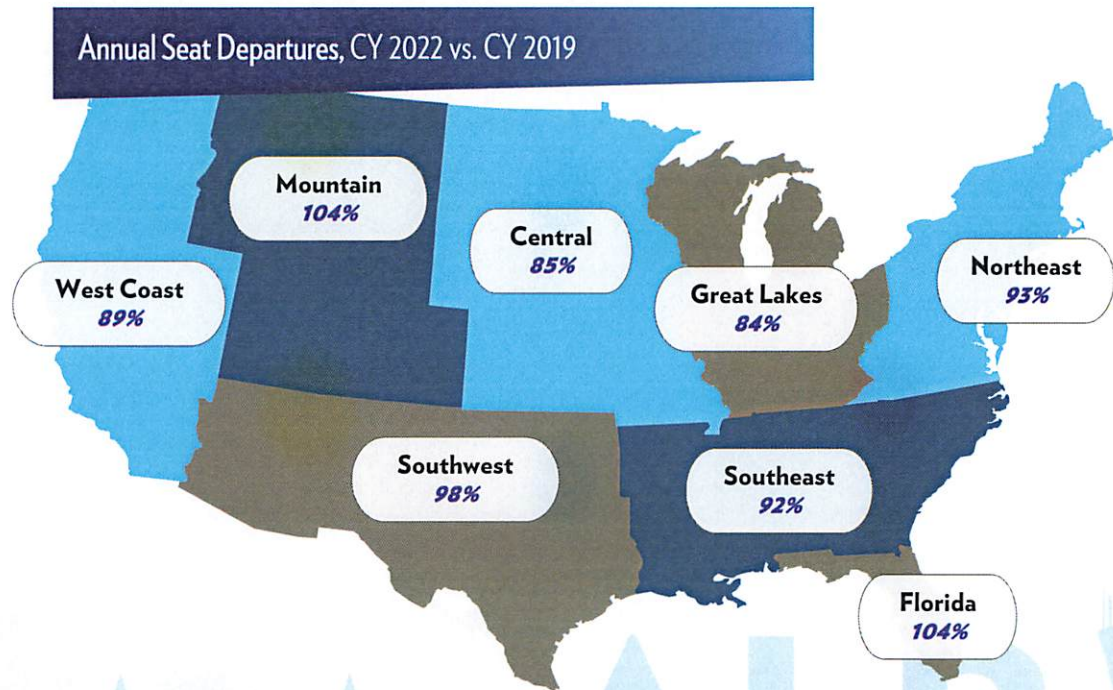 Annual Seat Departures, CY 2022 vs. CY 2019
Mountain
104%
Central
85%
Northeast
93%
West Coast
89%
Great Lakes
84%
Southwest
98%
Southeast
92%
Florida
104%